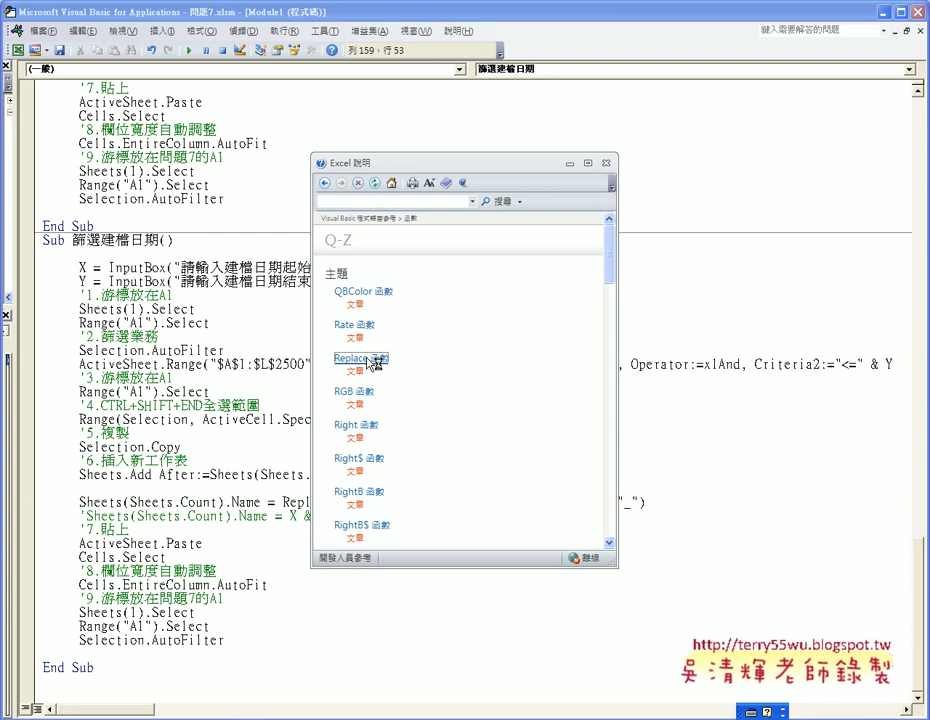 Microsoft Visual Basic for Applications - 問題7.xlsm - [Module1 (程式碼)]
檔案(F) 編輯(E) 檢視(V) 插入(I) 格式(O) 偵錯(D) 執行(R) 工具(T) 增益集(A) 視窗(W) 說明(H)
鍵入需要解答的問題
列 159，行 53
(一般)
篩選建檔日期
'7.貼上
ActiveSheet.Paste
Cells.Select
'8.欄位寬度自動調整
Cells.EntireColumn.AutoFit
'9.游標放在問題7的A1
Sheets(1).Select
Range("A1").Select
Selection.AutoFilter
End Sub
Sub 篩選建檔日期()
X = InputBox("請輸入建檔日期起始
Y = InputBox("請輸入建檔日期結束
'1.游標放在A1
Sheets(1).Select
Range("A1").Select
'2.篩選業務
Selection.AutoFilter
ActiveSheet.Range("$A$1:$L$2500" , Operator:=xlAnd, Criteria2:="<=" & Y
'3.游標放在A1
Range("A1").Select
'4.CTRL+SHIFT+END全選範圍
Range(Selection, ActiveCell.Spec
'5.複製
Selection.Copy
'6.插入新工作表
Sheets.Add After:=Sheets(Sheets.
Sheets(Sheets.Count).Name = Repl "_")
'Sheets(Sheets.Count).Name = X &
'7.貼上
ActiveSheet.Paste
Cells.Select
'8.欄位寬度自動調整
Cells.EntireColumn.AutoFit
'9.游標放在問題7的A1
Sheets(1).Select
Range("A1").Select
Selection.AutoFilter
End Sub
Excel 說明
搜尋
Visual Basic 程式語言參考 > 函數
Q-Z
主題
QBColor 函數
文章
Rate 函數
文章
Replace 函數
文章
RGB 函數
文章
Right 函數
文章
Right$ 函數
文章
RightB 函數
文章
RightB$ 函數
文章
開發人員參考
離線
http://terry55wu.blogspot.tw
吳清輝老師錄製